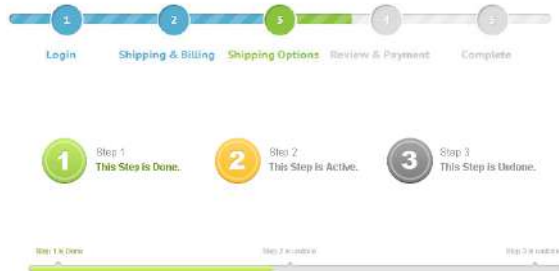 1 2 3 4 5
Login Shipping & Billing Shipping Options Review & Payment Complete
1 Step 1 2 Step 2 3 Step 3
This Step is Done. This Step is Active. This Step is Undone.
Step 1 is Done Step 2 is undone Step 3 is undone